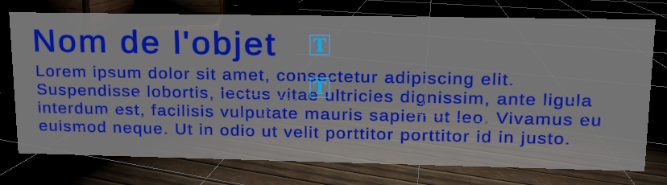 Nom de l'objet
Lorem ipsum dolor sit amet, consectetur adipiscing elit.
Suspendisse lobortis, lectus vitae ultricies dignissim, ante ligula
interdum est, facilisis vulputate mauris sapien ut leo. Vivamus eu
euismod neque. Ut in odio ut velit porttitor porttitor id in justo.